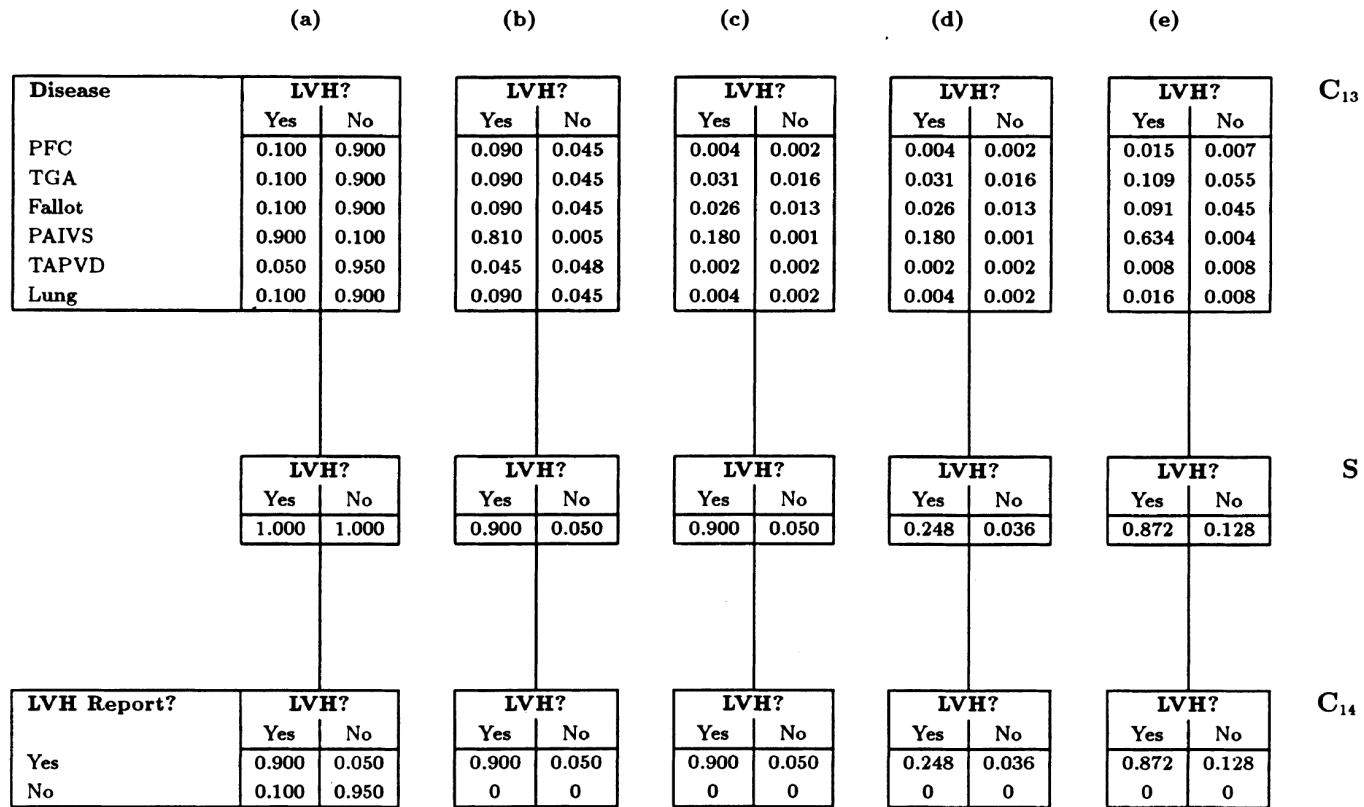 (a) (b) (c) (d) (e)
Disease LVH? LVH? LVH? LVH? LVH? C₁₃
Yes No Yes No Yes No Yes No Yes No
PFC 0.100 0.900 0.090 0.045 0.004 0.002 0.004 0.002 0.015 0.007
TGA 0.100 0.900 0.090 0.045 0.031 0.016 0.031 0.016 0.109 0.055
Fallot 0.100 0.900 0.090 0.045 0.026 0.013 0.026 0.013 0.091 0.045
PAIVS 0.900 0.100 0.810 0.005 0.180 0.001 0.180 0.001 0.634 0.004
TAPVD 0.050 0.950 0.045 0.048 0.002 0.002 0.002 0.002 0.008 0.008
Lung 0.100 0.900 0.090 0.045 0.004 0.002 0.004 0.002 0.016 0.008
LVH? LVH? LVH? LVH? LVH? S
Yes No Yes No Yes No Yes No Yes No
1.000 1.000 0.900 0.050 0.900 0.050 0.248 0.036 0.872 0.128
LVH Report? LVH? LVH? LVH? LVH? LVH? C₁₄
Yes No Yes No Yes No Yes No Yes No
Yes 0.900 0.050 0.900 0.050 0.900 0.050 0.248 0.036 0.872 0.128
No 0.100 0.950 0 0 0 0 0 0 0 0